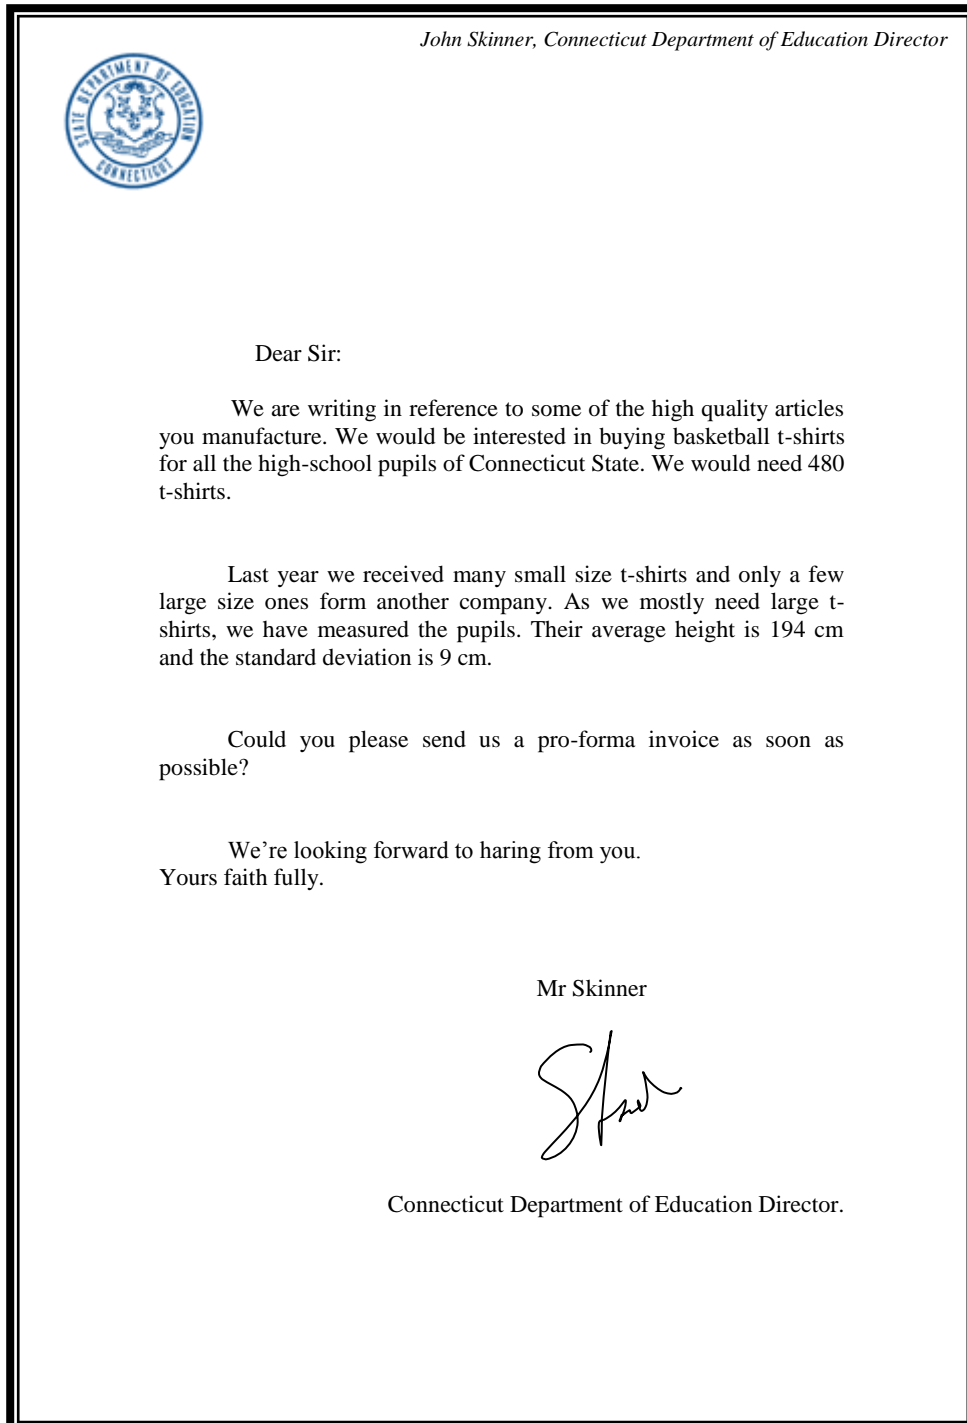 John Skinner, Connecticut Department of Education Director
STATE DEPARTMENT OF EDUCATION
CONNECTICUT
Dear Sir:
We are writing in reference to some of the high quality articles
you manufacture. We would be interested in buying basketball t-shirts
for all the high-school pupils of Connecticut State. We would need 480
t-shirts.
Last year we received many small size t-shirts and only a few
large size ones form another company. As we mostly need large t-
shirts, we have measured the pupils. Their average height is 194 cm
and the standard deviation is 9 cm.
Could you please send us a pro-forma invoice as soon as
possible?
We're looking forward to haring from you.
Yours faith fully.
Mr Skinner
Connecticut Department of Education Director.